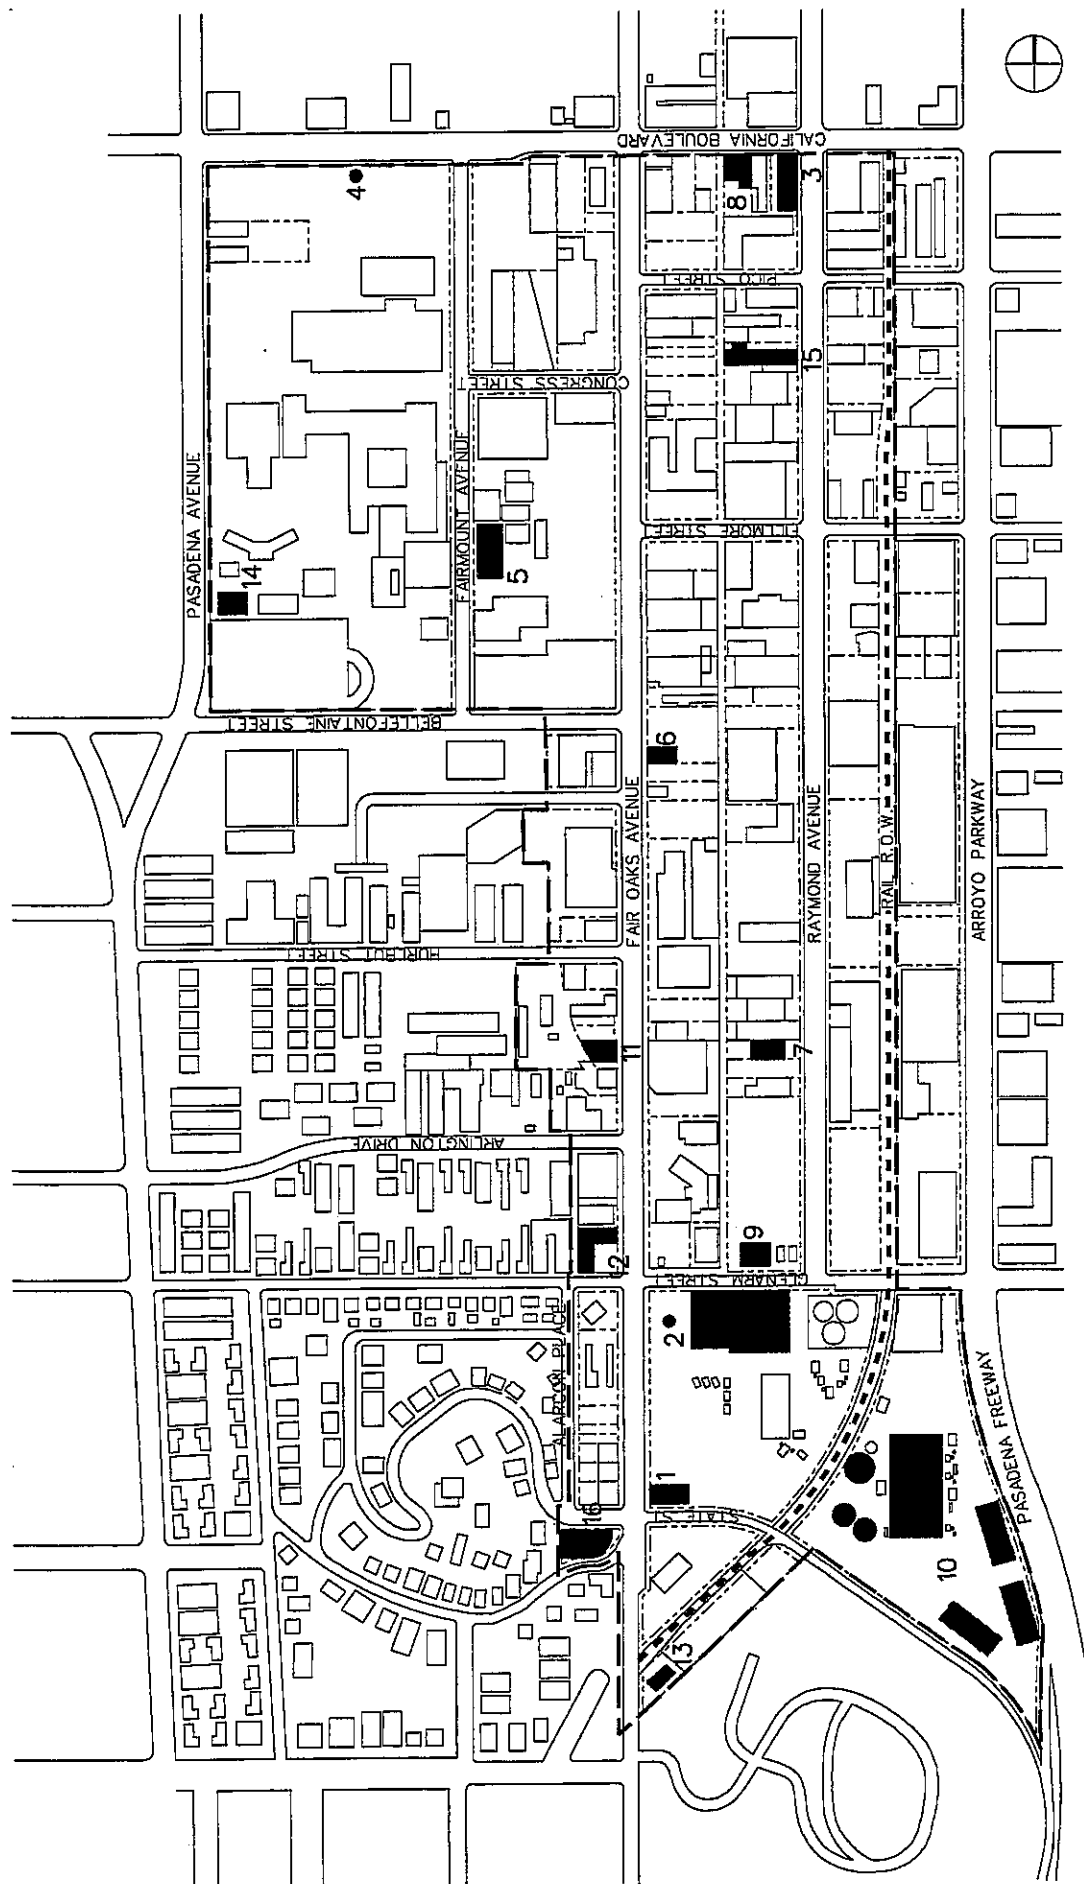 CALIFORNIA BOULEVARD
4
8
3
PICO STREET
15
CONGRESS STREET
PASADENA AVENUE
FAIRMOUNT AVENUE
FILLMORE STREET
14
5
BELLEFONTAINE STREET
6
FAIR OAKS AVENUE
RAYMOND AVENUE
RAIL R.O.W.
ARROYO PARKWAY
HURLBUT STREET
11
7
ARLINGTON DRIVE
9
12
GLENARM STREET
2
ALARCON PLACE
PASADENA FREEWAY
1
16
STATE ST
10
13